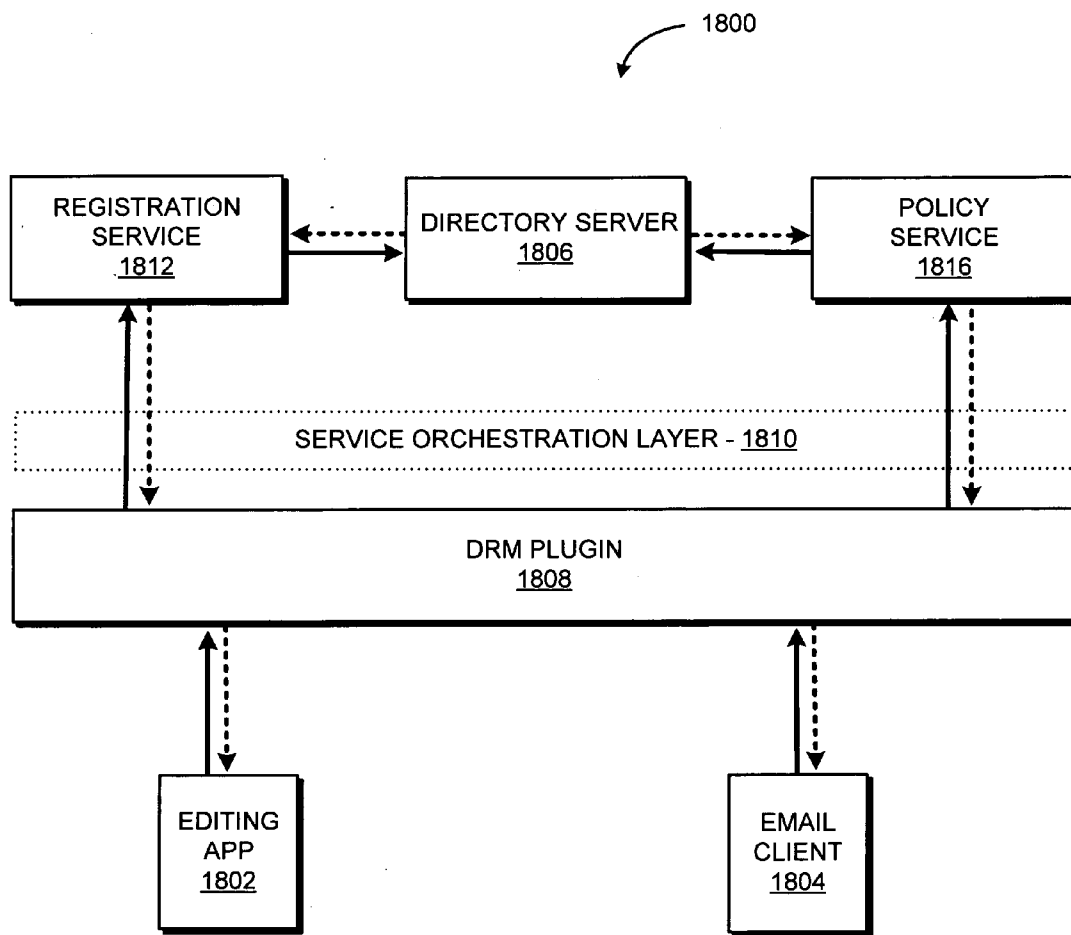 1800
REGISTRATION
SERVICE
1812
DIRECTORY SERVER
1806
POLICY
SERVICE
1816
SERVICE ORCHESTRATION LAYER - 1810
DRM PLUGIN
1808
EDITING
APP
1802
EMAIL
CLIENT
1804